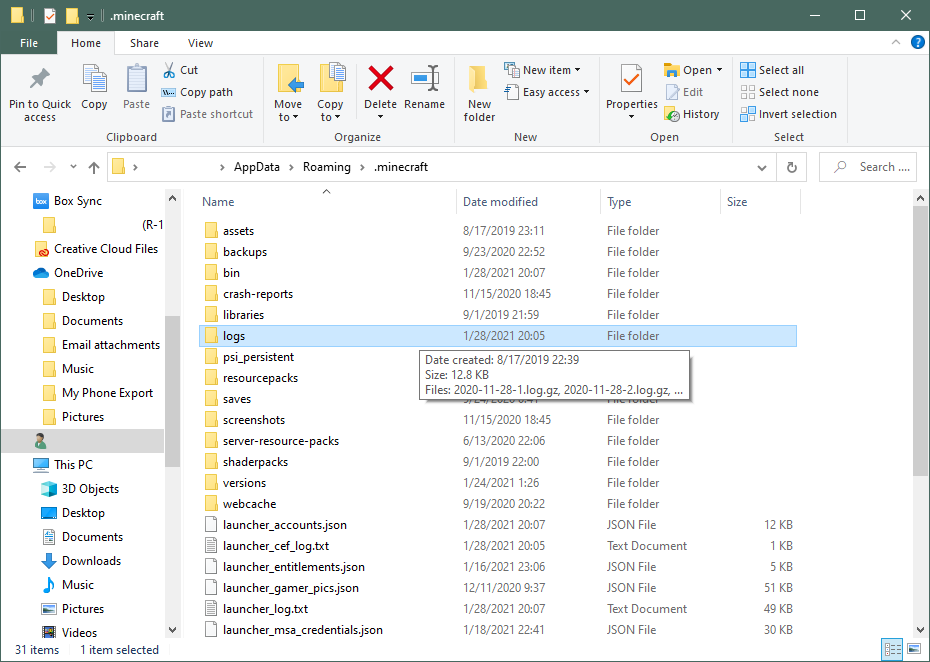 .minecraft
File Home Share View
Pin to Quick access
Copy
Paste
Cut
Copy path
Paste shortcut
Clipboard
Move to
Copy to
Delete
Rename
Organize
New folder
New item
Easy access
New
Properties
Open
Edit
History
Open
Select all
Select none
Invert selection
Select
AppData Roaming .minecraft
Search ....
Box Sync
(R-1
Creative Cloud Files
OneDrive
Desktop
Documents
Email attachments
Music
My Phone Export
Pictures
This PC
3D Objects
Desktop
Documents
Downloads
Music
Pictures
Videos
Name Date modified Type Size
assets 8/17/2019 23:11 File folder
backups 9/23/2020 22:52 File folder
bin 1/28/2021 20:07 File folder
crash-reports 11/15/2020 18:45 File folder
libraries 9/1/2019 21:59 File folder
logs 1/28/2021 20:05 File folder
psi_persistent
Date created: 8/17/2019 22:39
Size: 12.8 KB
Files: 2020-11-28-1.log.gz, 2020-11-28-2.log.gz, ...
resourcepacks
saves
screenshots 11/15/2020 18:45 File folder
server-resource-packs 6/13/2020 22:06 File folder
shaderpacks 9/1/2019 22:00 File folder
versions 1/24/2021 1:26 File folder
webcache 9/19/2020 20:22 File folder
launcher_accounts.json 1/28/2021 20:07 JSON File 12 KB
launcher_cef_log.txt 1/28/2021 20:05 Text Document 1 KB
launcher_entitlements.json 1/16/2021 23:06 JSON File 5 KB
launcher_gamer_pics.json 12/11/2020 9:37 JSON File 51 KB
launcher_log.txt 1/28/2021 20:07 Text Document 49 KB
launcher_msa_credentials.json 1/18/2021 22:41 JSON File 30 KB
31 items 1 item selected